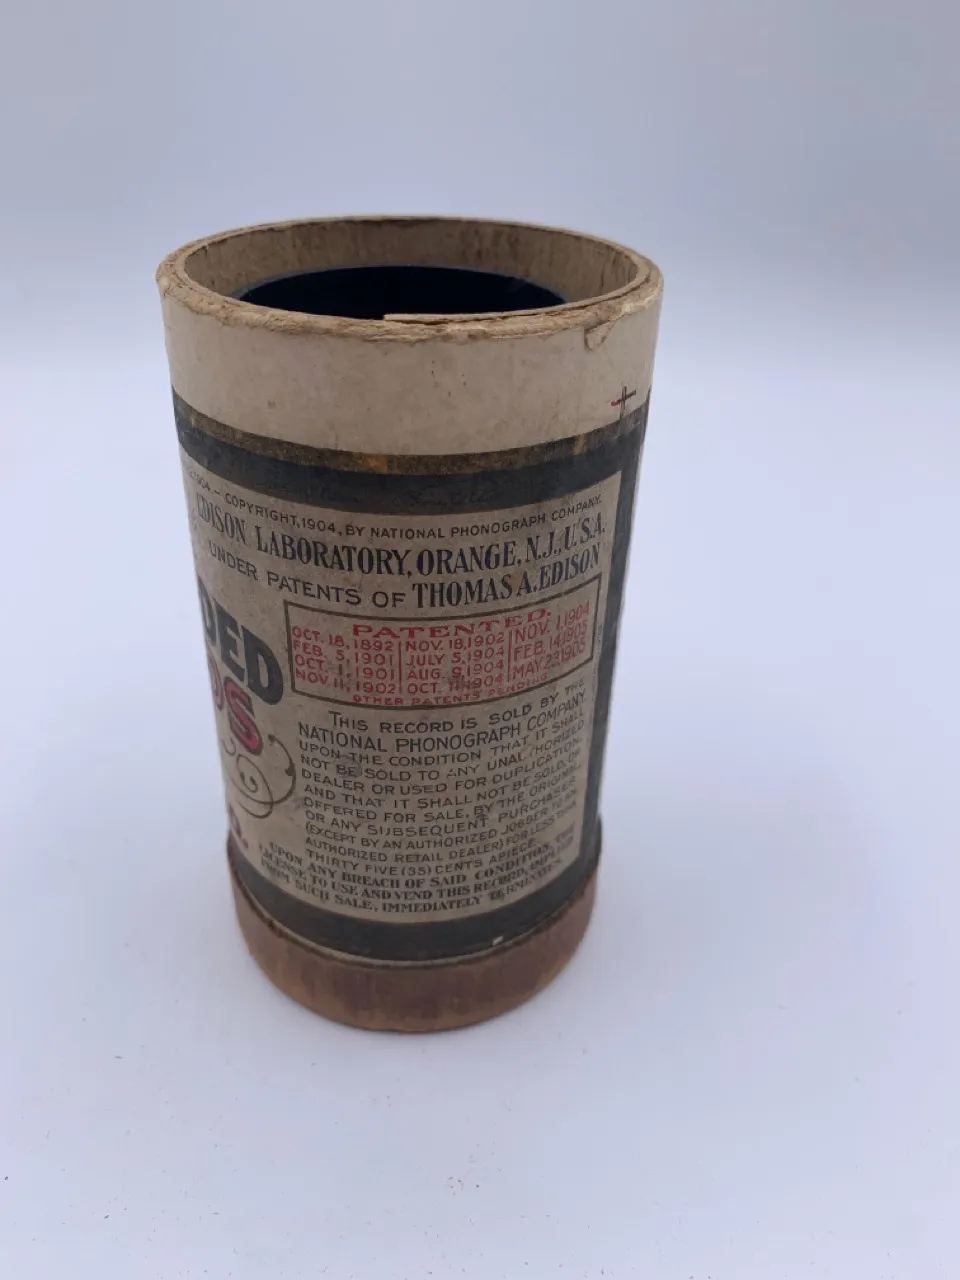 1904.- COPYRIGHT, 1904, BY NATIONAL PHONOGRAPH COMPANY.
EDISON LABORATORY, ORANGE, N.J., U.S.A.
UNDER PATENTS OF THOMAS A. EDISON
DED
DS
PATENTED.
OCT. 18, 1892 NOV. 18, 1902 NOV. 1, 1904
FEB. 5, 1901 JULY 5, 1904 FEB. 14, 1905
OCT. 1, 1901 AUG. 9, 1904 MAY 23, 1905
NOV. 11, 1902 OCT. 1904
OTHER PATENTS PENDING
THIS RECORD IS SOLD BY THE
NATIONAL PHONOGRAPH COMPANY
UPON THE CONDITION THAT IT SHALL
NOT BE SOLD TO ANY UNAUTHORIZED
DEALER OR USED FOR DUPLICATION
AND THAT IT SHALL NOT BE SOLD, OR
OFFERED FOR SALE, BY THE ORIGINAL
OR ANY SUBSEQUENT PURCHASER
(EXCEPT BY AN AUTHORIZED JOBBER TO AN
AUTHORIZED RETAIL DEALER) FOR LESS THAN
THIRTY FIVE (35) CENTS APIECE.
UPON ANY BREACH OF SAID CONDITION, THE
LICENSE TO USE AND VEND THIS RECORD, IMPLIED
FROM SUCH SALE, IMMEDIATELY TERMINATES.